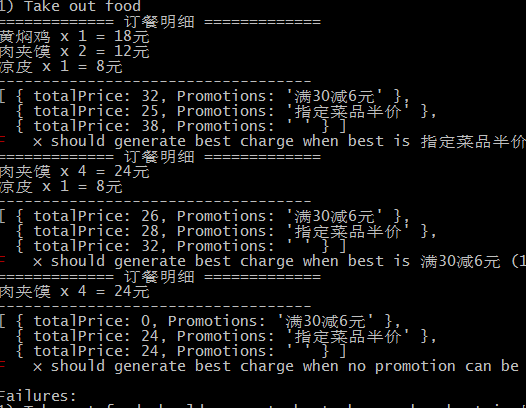 1) Take out food
============= 订餐明细 =============
黄焖鸡 x 1 = 18元
肉夹馍 x 2 = 12元
凉皮 x 1 = 8元
-----------------------------------
[ { totalPrice: 32, Promotions: '满30减6元' },
{ totalPrice: 25, Promotions: '指定菜品半价' },
{ totalPrice: 38, Promotions: ' ' } ]
x should generate best charge when best is 指定菜品半价
============= 订餐明细 =============
肉夹馍 x 4 = 24元
凉皮 x 1 = 8元
-----------------------------------
[ { totalPrice: 26, Promotions: '满30减6元' },
{ totalPrice: 28, Promotions: '指定菜品半价' },
{ totalPrice: 32, Promotions: ' ' } ]
x should generate best charge when best is 满30减6元 (1
============= 订餐明细 =============
肉夹馍 x 4 = 24元
-----------------------------------
[ { totalPrice: 0, Promotions: '满30减6元' },
{ totalPrice: 24, Promotions: '指定菜品半价' },
{ totalPrice: 24, Promotions: ' ' } ]
x should generate best charge when no promotion can be
Failures: